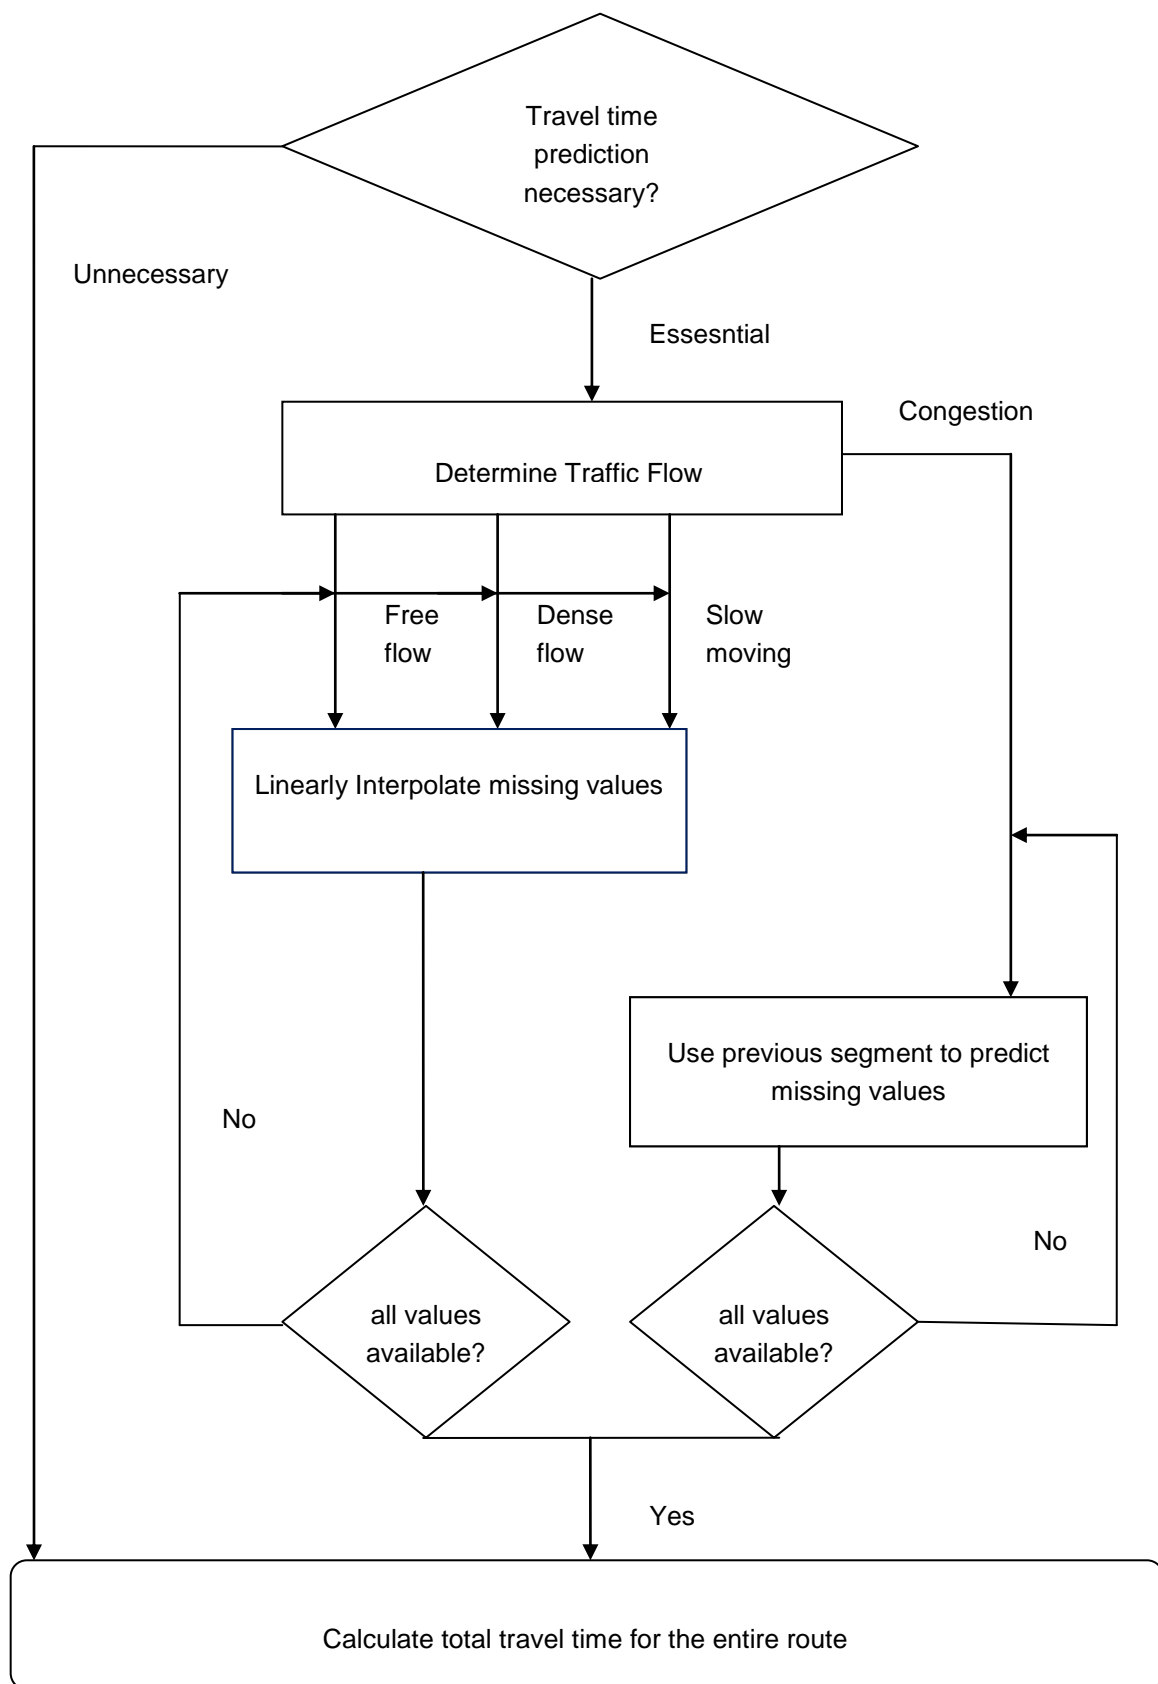 Travel time
prediction
necessary?
Unnecessary
Essesntial
Congestion
Determine Traffic Flow
Free
flow
Dense
flow
Slow
moving
Linearly Interpolate missing values
Use previous segment to predict
missing values
No
No
all values
available?
all values
available?
Yes
Calculate total travel time for the entire route